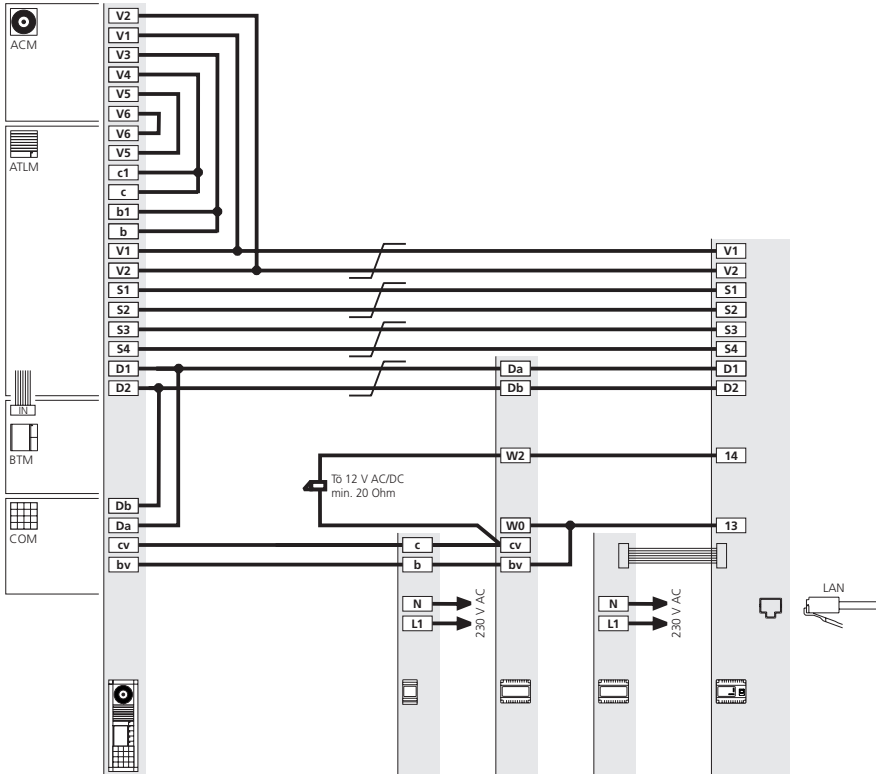 ACM
V2
V1
V3
V4
V5
V6
V6
V5
ATLM
c1
c
b1
b
V1 V1
V2 V2
S1 S1
S2 S2
S3 S3
S4 S4
D1 Da D1
D2 Db D2
IN
BTM
W2 14
Tö 12 V AC/DC
min. 20 Ohm
COM
Db
Da W0 13
cv c cv
bv b bv
LAN
N N
L1 L1
230 V AC
230 V AC